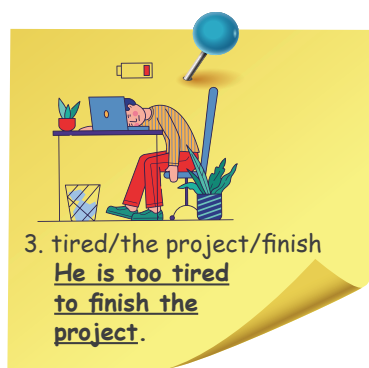 3. tired/the project/finish
He is too tired
to finish the
project.